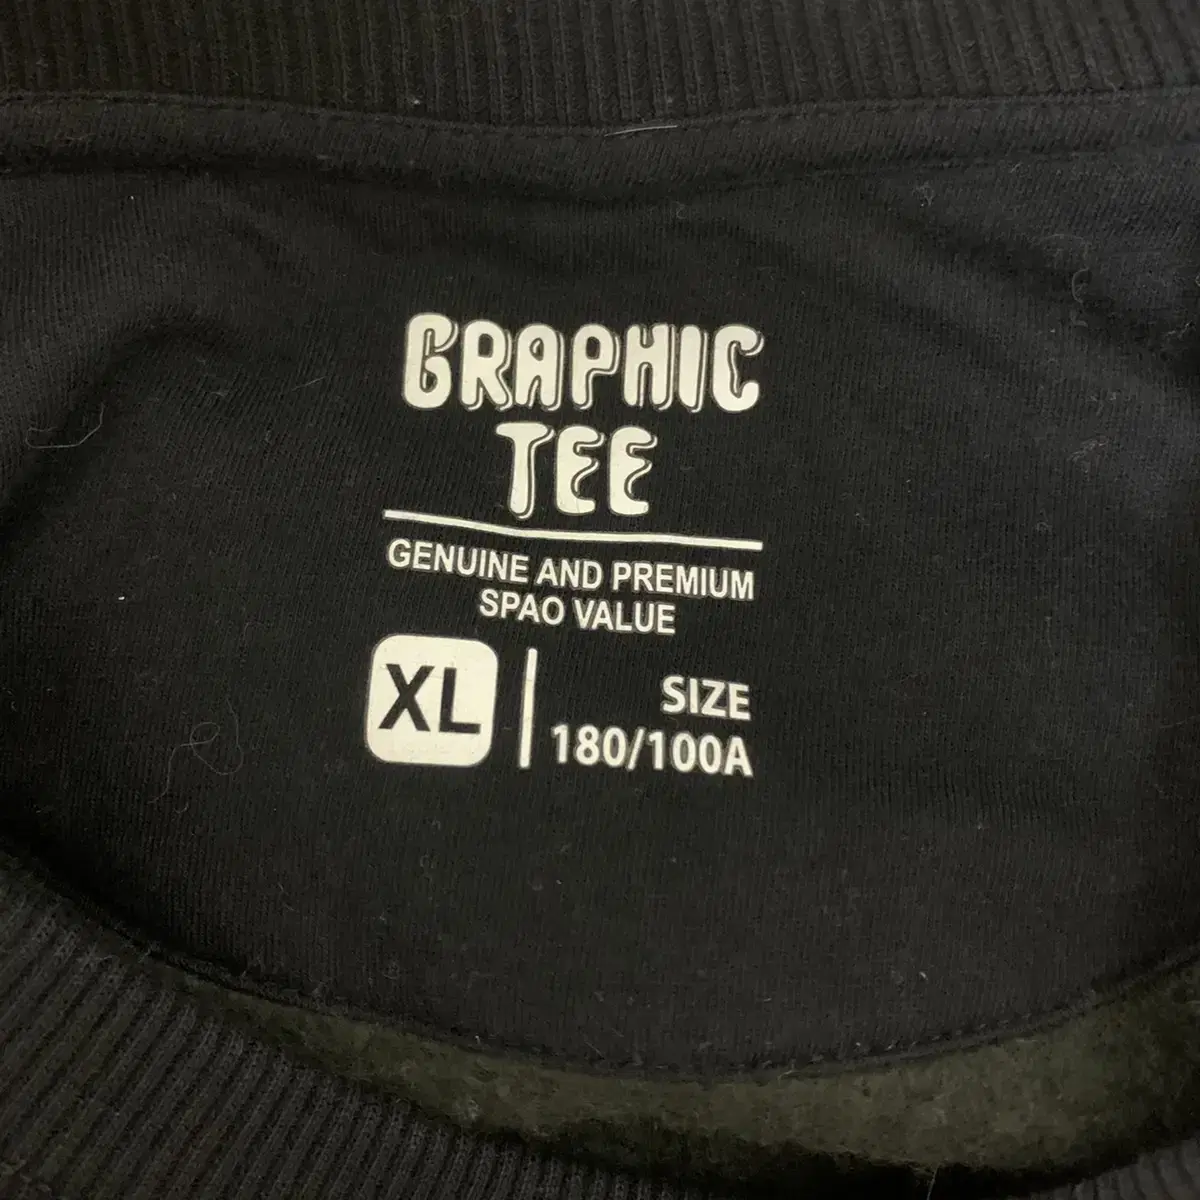 GRAPHIC
TEE
GENUINE AND PREMIUM
SPAO VALUE
XL
SIZE
180/100A